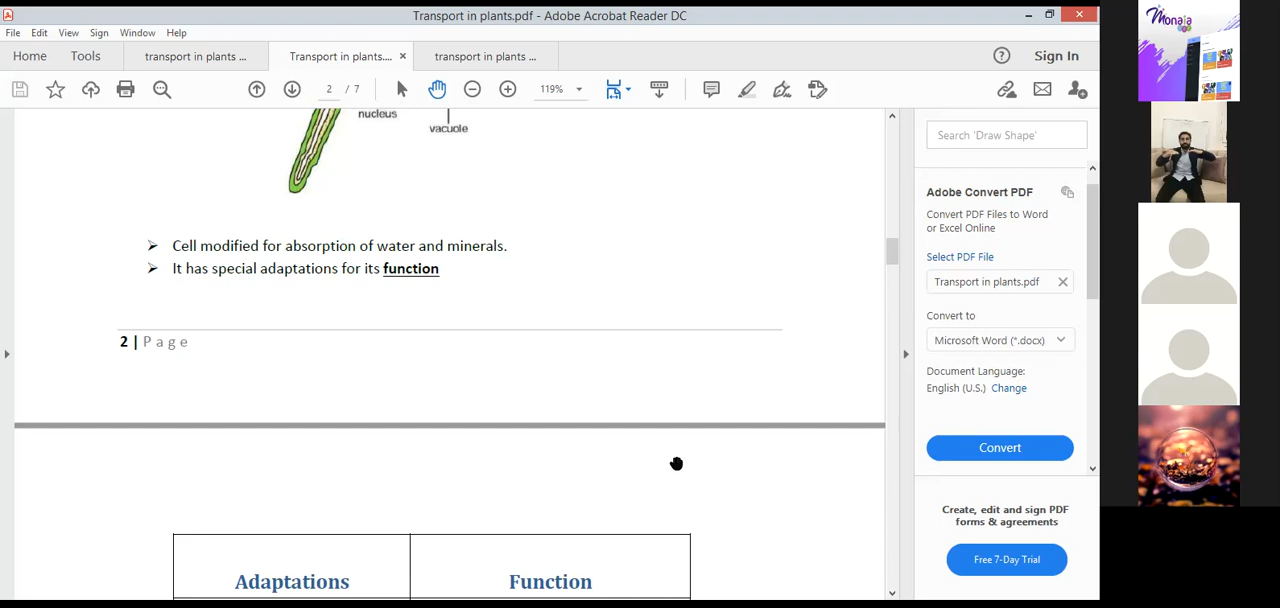 Transport in plants.pdf - Adobe Acrobat Reader DC
File Edit View Sign Window Help
Home Tools transport in plants ... Transport in plants.... × transport in plants ... Sign In
2 / 7 119%
nucleus
vacuole
Cell modified for absorption of water and minerals.
It has special adaptations for its function
2 | Page
Adaptations Function
Search 'Draw Shape'
Adobe Convert PDF
Convert PDF Files to Word
or Excel Online
Select PDF File
Transport in plants.pdf
Convert to
Microsoft Word (*.docx)
Document Language:
English (U.S.) Change
Convert
Create, edit and sign PDF
forms & agreements
Free 7-Day Trial
Monaja